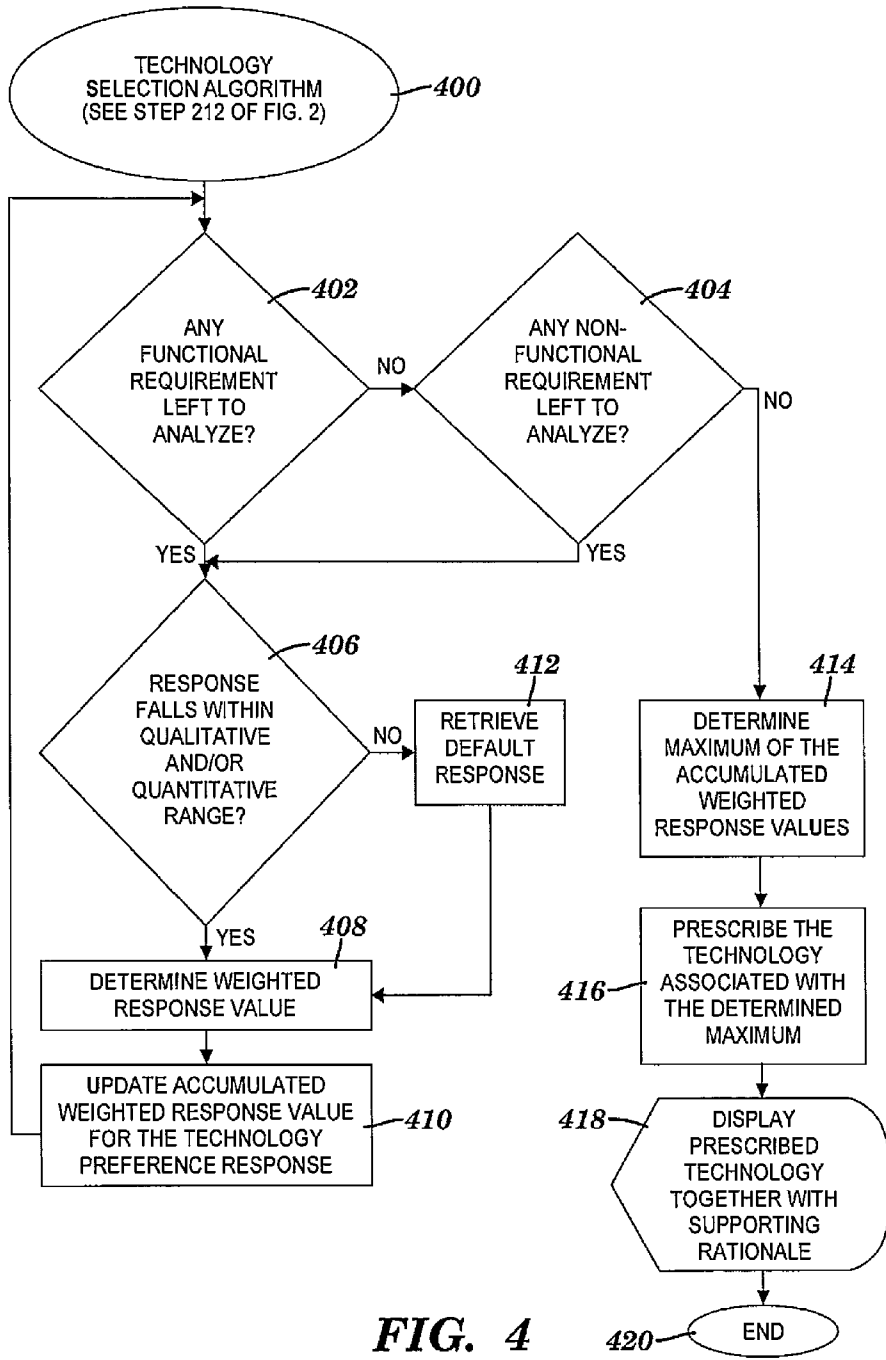 TECHNOLOGY
SELECTION ALGORITHM
(SEE STEP 212 OF FIG. 2)
400
402
ANY
FUNCTIONAL
REQUIREMENT
LEFT TO
ANALYZE?
NO
YES
404
ANY NON-
FUNCTIONAL
REQUIREMENT
LEFT TO
ANALYZE?
NO
YES
406
RESPONSE
FALLS WITHIN
QUALITATIVE
AND/OR
QUANTITATIVE
RANGE?
NO
YES
412
RETRIEVE
DEFAULT
RESPONSE
408
DETERMINE WEIGHTED
RESPONSE VALUE
UPDATE ACCUMULATED
WEIGHTED RESPONSE VALUE
FOR THE TECHNOLOGY
PREFERENCE RESPONSE
410
414
DETERMINE
MAXIMUM OF THE
ACCUMULATED
WEIGHTED
RESPONSE VALUES
PRESCRIBE THE
TECHNOLOGY
ASSOCIATED WITH
THE DETERMINED
MAXIMUM
416
418
DISPLAY
PRESCRIBED
TECHNOLOGY
TOGETHER WITH
SUPPORTING
RATIONALE
420
END
FIG. 4